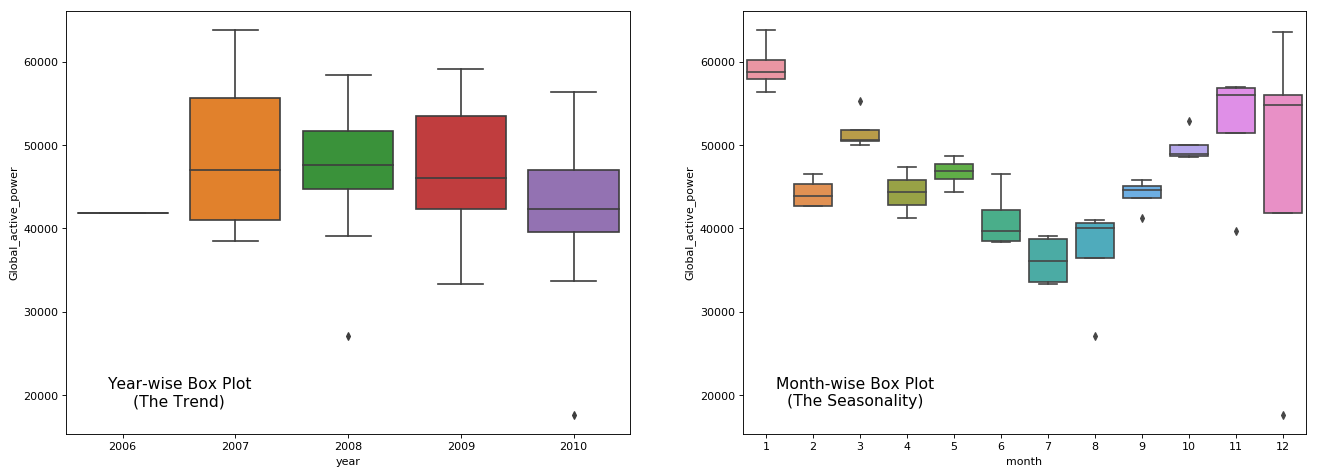 60000
50000
40000
30000
20000
Global_active_power
Year-wise Box Plot
(The Trend)
2006 2007 2008 2009 2010
year
60000
50000
40000
30000
20000
Global_active_power
Month-wise Box Plot
(The Seasonality)
1 2 3 4 5 6 7 8 9 10 11 12
month